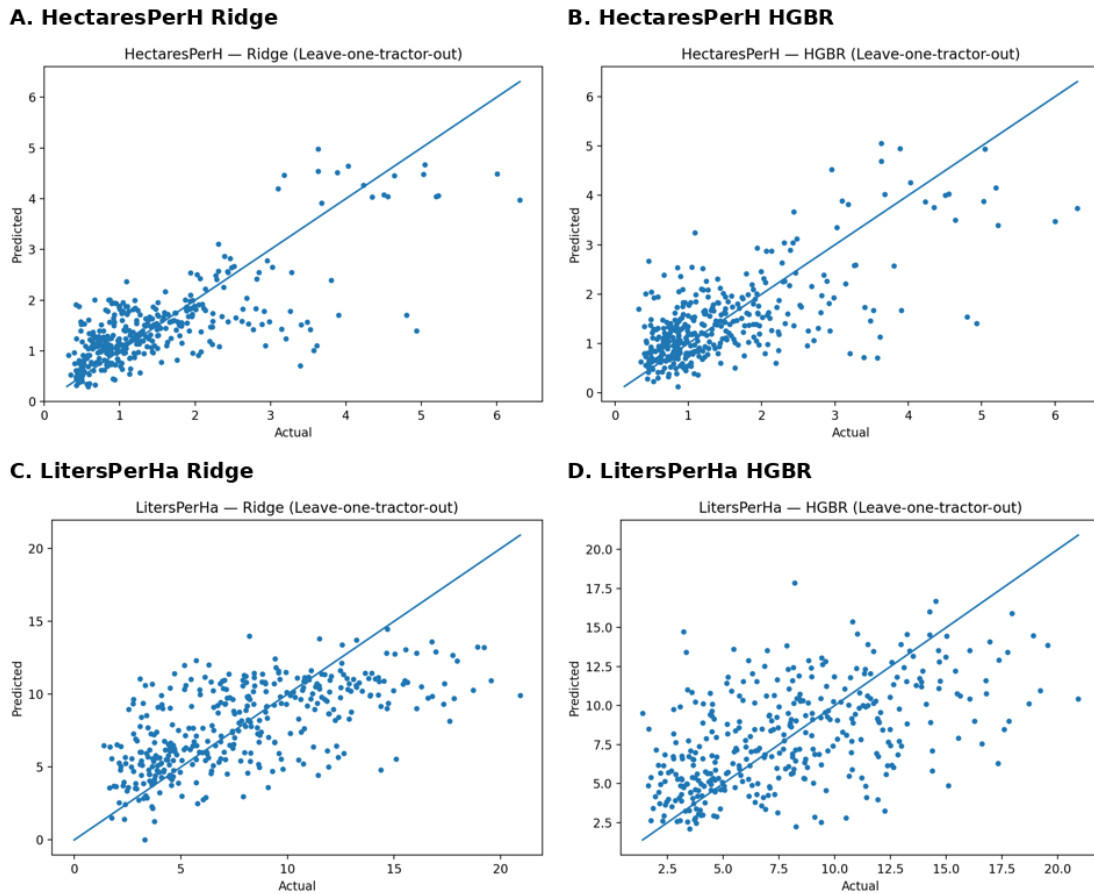 A. HectaresPerH Ridge
HectaresPerH — Ridge (Leave-one-tractor-out)
6
5
4
3
2
1
0
Predicted
0 1 2 3 4 5 6
Actual
B. HectaresPerH HGBR
HectaresPerH — HGBR (Leave-one-tractor-out)
6
5
4
3
2
1
0
Predicted
0 1 2 3 4 5 6
Actual
C. LitersPerHa Ridge
LitersPerHa — Ridge (Leave-one-tractor-out)
20
15
10
5
0
Predicted
0 5 10 15 20
Actual
D. LitersPerHa HGBR
LitersPerHa — HGBR (Leave-one-tractor-out)
20.0
17.5
15.0
12.5
10.0
7.5
5.0
2.5
Predicted
2.5 5.0 7.5 10.0 12.5 15.0 17.5 20.0
Actual